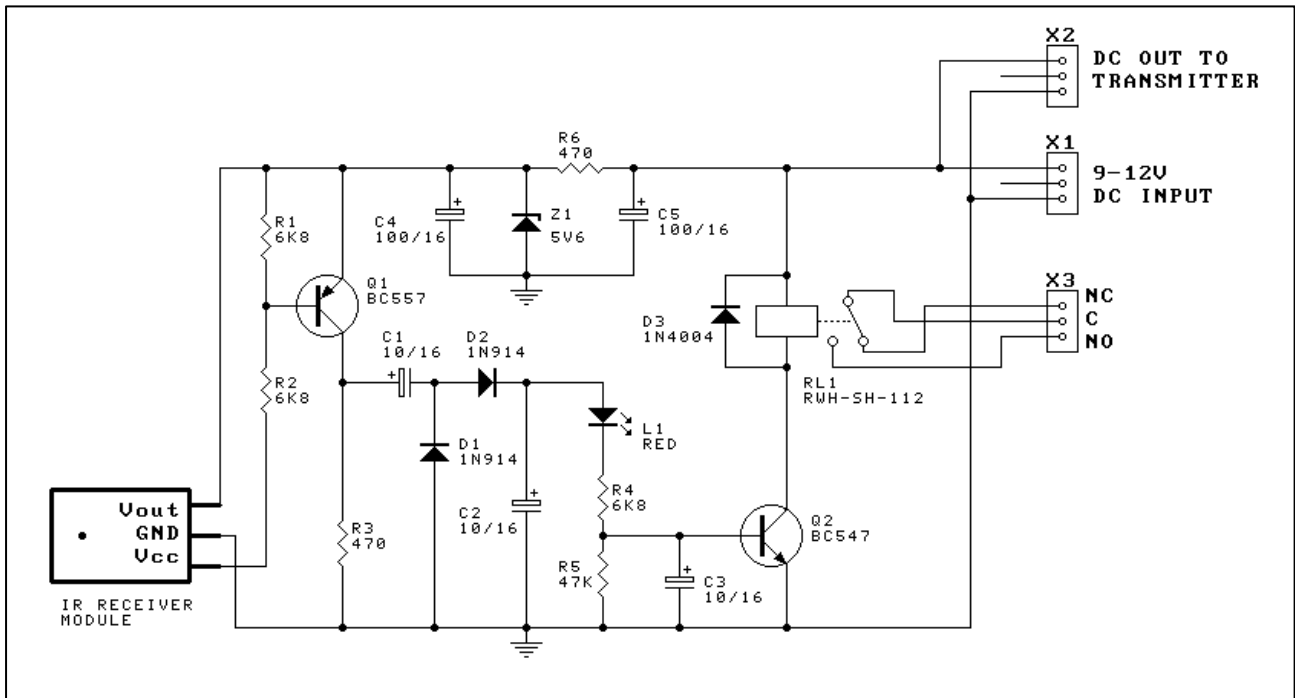 X2
DC OUT TO
TRANSMITTER
X1
9-12V
DC INPUT
R6
470
C4
100/16
+
Z1
5V6
C5
100/16
+
R1
6K8
Q1
BC557
X3
NC
C
NO
D3
1N4004
RL1
RWH-SH-112
C1
10/16
+
D2
1N914
R2
6K8
L1
RED
D1
1N914
R4
6K8
C2
10/16
+
Q2
BC547
R3
470
R5
47K
C3
10/16
+
Vout
GND
Vcc
IR RECEIVER
MODULE